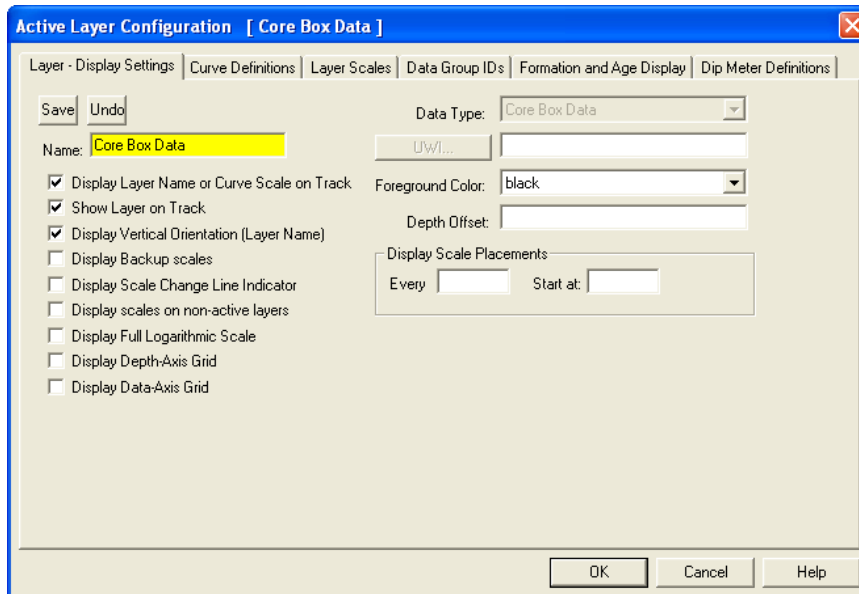 Active Layer Configuration [ Core Box Data ]
Layer - Display Settings Curve Definitions Layer Scales Data Group IDs Formation and Age Display Dip Meter Definitions
Save Undo
Name: Core Box Data
Display Layer Name or Curve Scale on Track
Show Layer on Track
Display Vertical Orientation (Layer Name)
Display Backup scales
Display Scale Change Line Indicator
Display scales on non-active layers
Display Full Logarithmic Scale
Display Depth-Axis Grid
Display Data-Axis Grid
Data Type: Core Box Data
UWI...
Foreground Color: black
Depth Offset:
Display Scale Placements
Every Start at:
OK Cancel Help